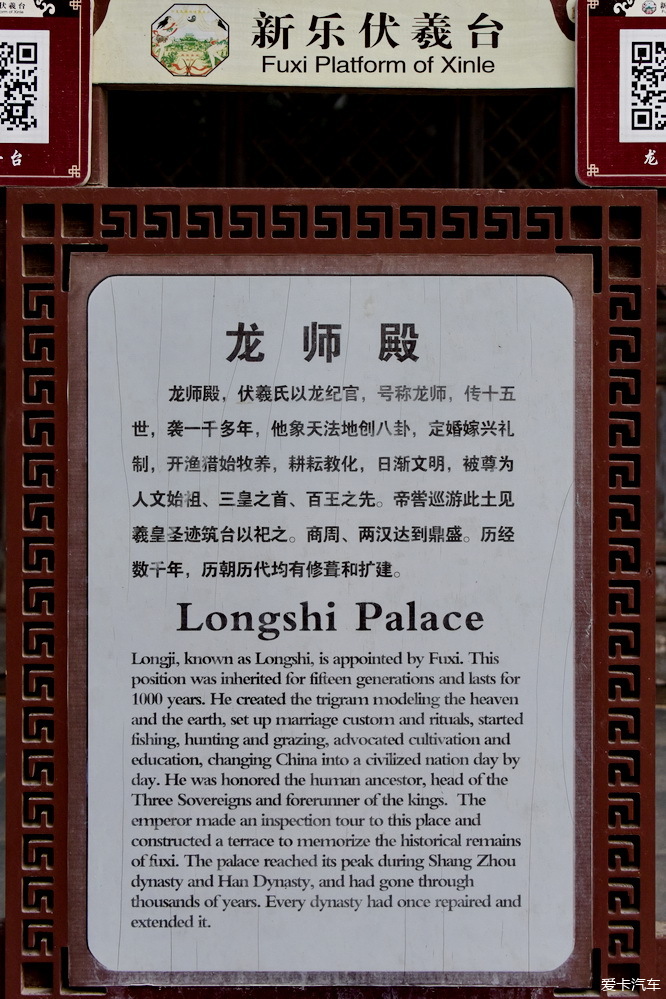 新乐伏羲台
Fuxi Platform of Xinle
台
龙
龙师殿
龙师殿，伏羲氏以龙纪官，号称龙师，传十五
世，袭一千多年，他象天法地创八卦，定婚嫁兴礼
制，开渔猎始牧养，耕耘教化，日渐文明，被尊为
人文始祖、三皇之首、百王之先。帝喾巡游此土见
羲皇圣迹筑台以祀之。商周、两汉达到鼎盛。历经
数千年，历朝历代均有修葺和扩建。
Longshi Palace
Longji, known as Longshi, is appointed by Fuxi. This
position was inherited for fifteen generations and lasts for
1000 years. He created the trigram modeling the heaven
and the earth, set up marriage custom and rituals, started
fishing, hunting and grazing, advocated cultivation and
education, changing China into a civilized nation day by
day. He was honored the human ancestor, head of the
Three Sovereigns and forerunner of the kings. The
emperor made an inspection tour to this place and
constructed a terrace to memorize the historical remains
of fuxi. The palace reached its peak during Shang Zhou
dynasty and Han Dynasty, and had gone through
thousands of years. Every dynasty had once repaired and
extended it.
爱卡汽车